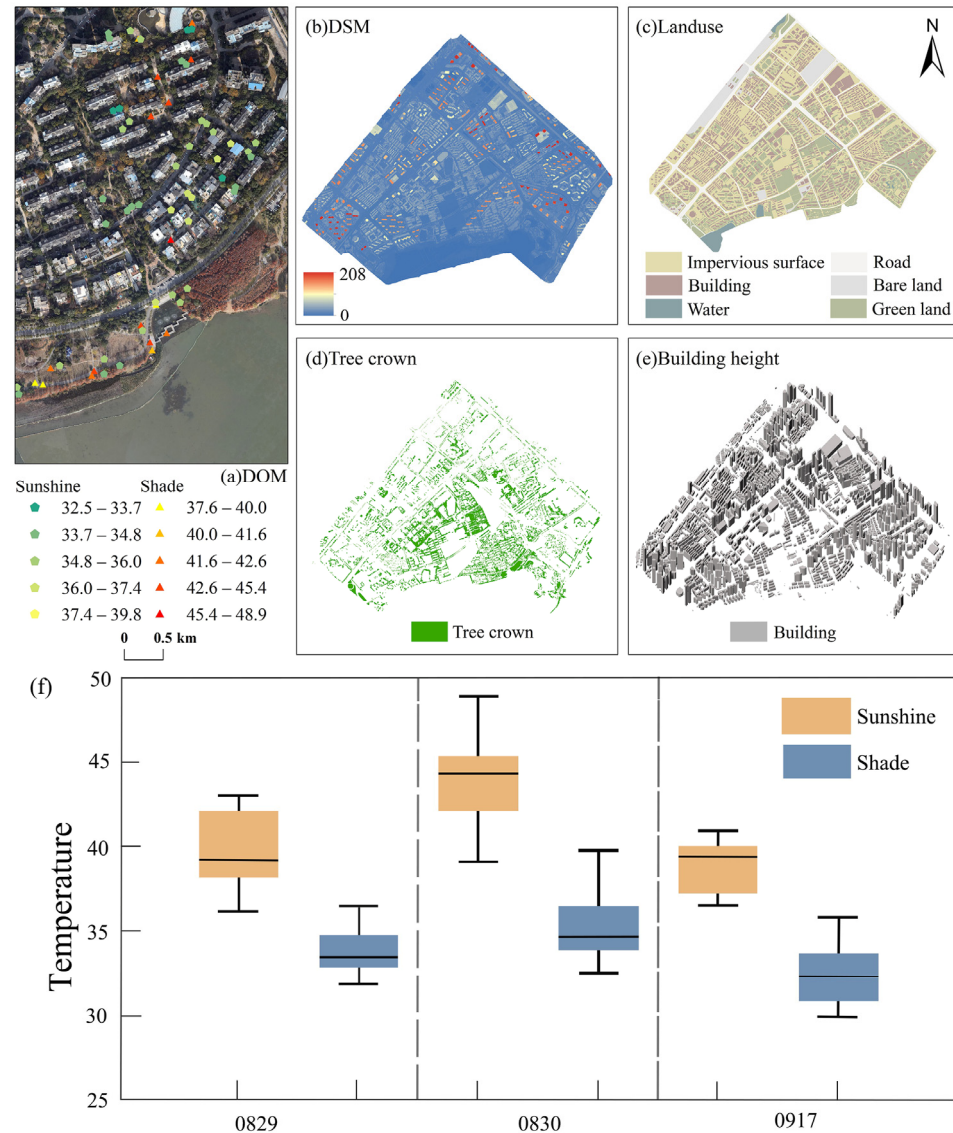 (b)DSM
208
0
(c)Landuse
N
Impervious surface
Road
Building
Bare land
Water
Green land
(a)DOM
Sunshine
Shade
32.5 – 33.7
37.6 – 40.0
33.7 – 34.8
40.0 – 41.6
34.8 – 36.0
41.6 – 42.6
36.0 – 37.4
42.6 – 45.4
37.4 – 39.8
45.4 – 48.9
0 0.5 km
(d)Tree crown
Tree crown
(e)Building height
Building
(f)
Temperature
50
45
40
35
30
25
Sunshine
Shade
0829
0830
0917